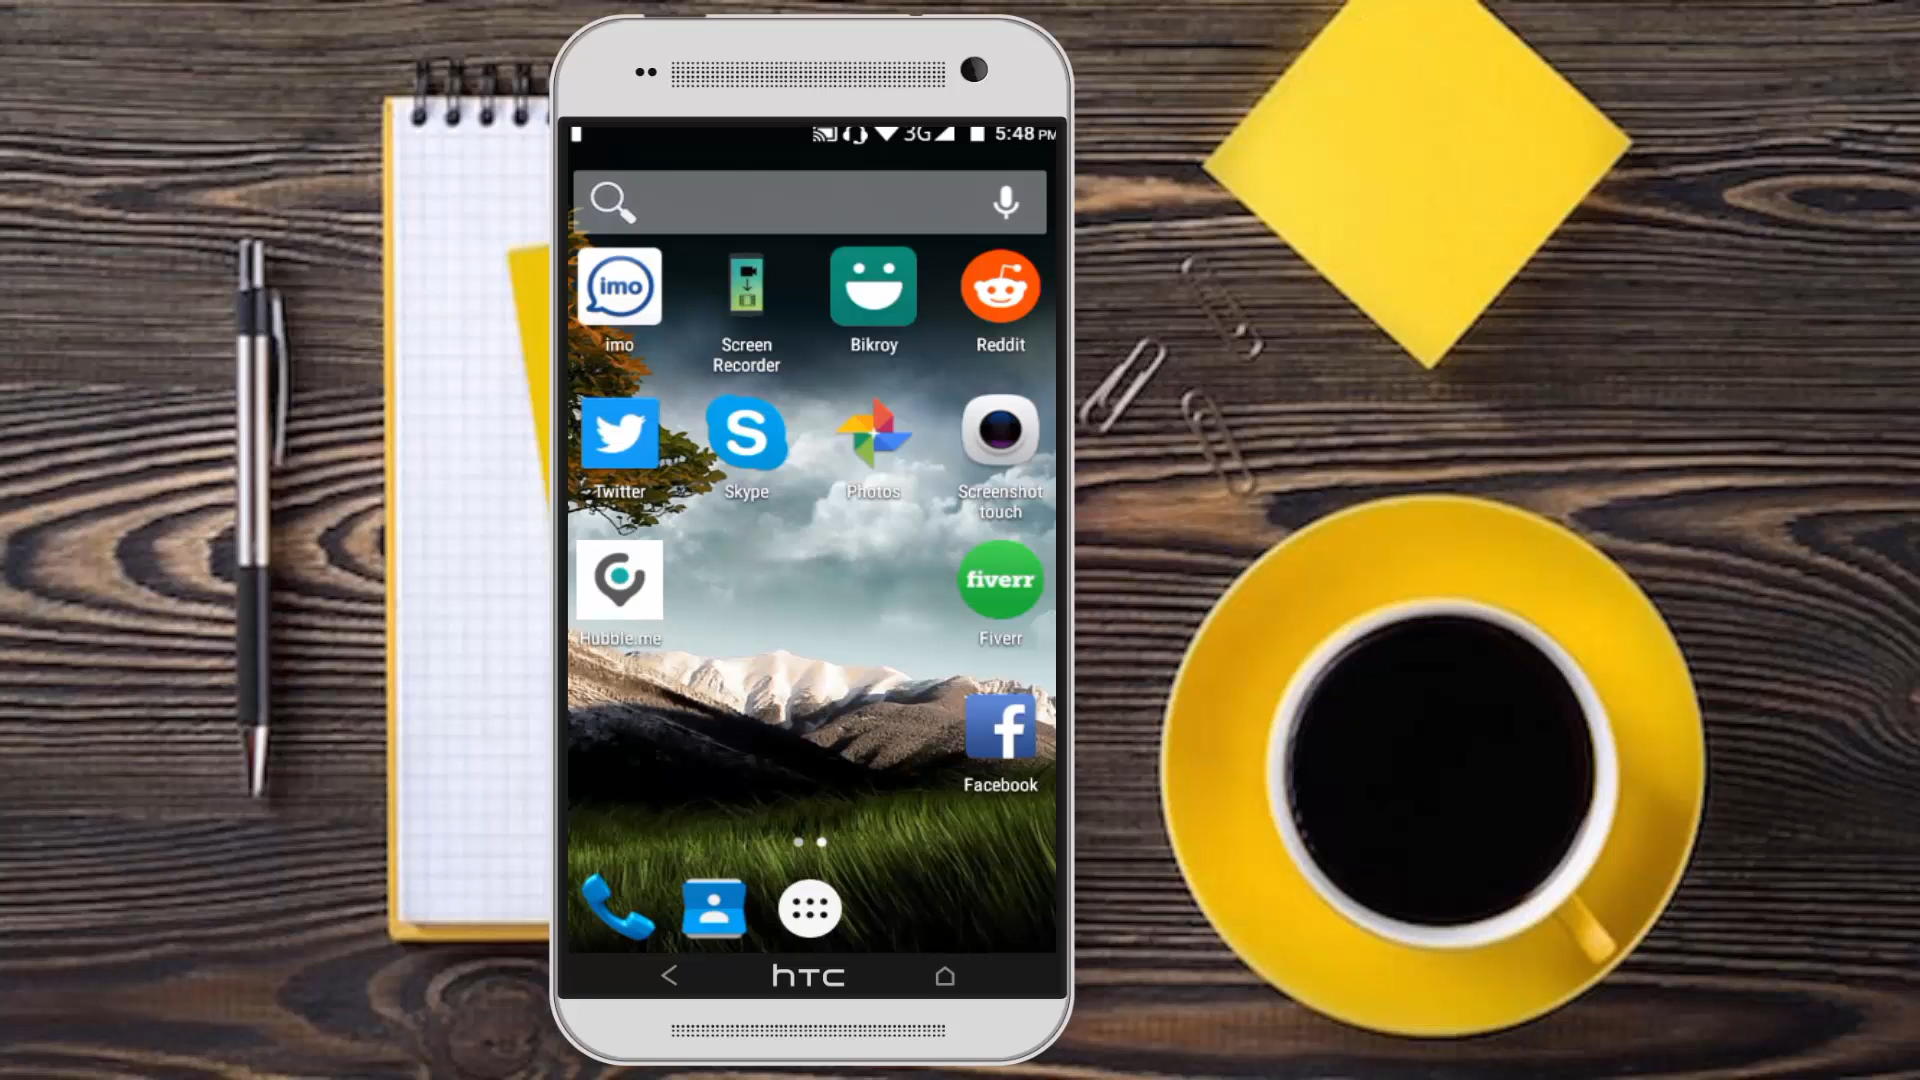 3G 5:48 PM
imo
imo
Screen
Recorder
Bikroy
Reddit
Twitter
S
Skype
Photos
Screenshot
touch
Hubble.me
fiverr
Fiverr
f
Facebook
hTC